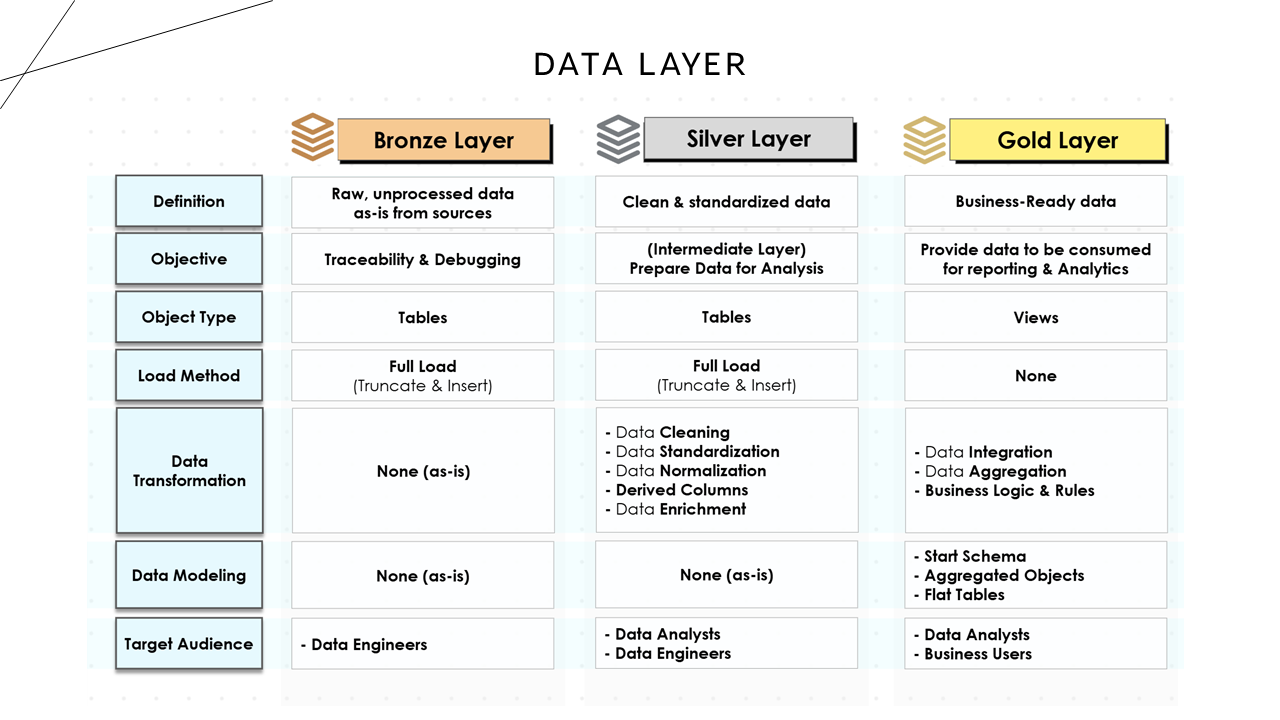 DATA LAYER
Bronze Layer
Silver Layer
Gold Layer
Definition
Raw, unprocessed data
as-is from sources
Clean & standardized data
Business-Ready data
Objective
Traceability & Debugging
(Intermediate Layer)
Prepare Data for Analysis
Provide data to be consumed
for reporting & Analytics
Object Type
Tables
Tables
Views
Load Method
Full Load
(Truncate & Insert)
Full Load
(Truncate & Insert)
None
Data
Transformation
None (as-is)
- Data Cleaning
- Data Standardization
- Data Normalization
- Derived Columns
- Data Enrichment
- Data Integration
- Data Aggregation
- Business Logic & Rules
Data Modeling
None (as-is)
None (as-is)
- Start Schema
- Aggregated Objects
- Flat Tables
Target Audience
- Data Engineers
- Data Analysts
- Data Engineers
- Data Analysts
- Business Users